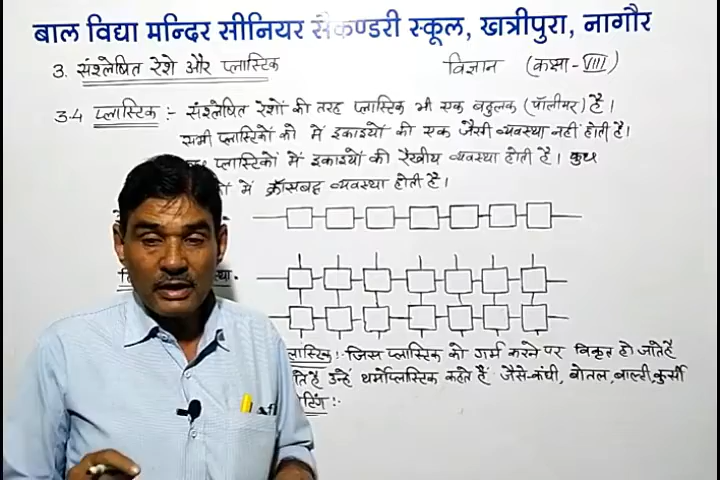 बाल विद्या मन्दिर सीनियर सैकण्डरी स्कूल, खत्रीपुरा, नागौर
3. संश्लेषित रेशे और प्लास्टिक विज्ञान (कक्षा-VIII)
3.4 प्लास्टिक :- संश्लेषित रेशों की तरह प्लास्टिक भी एक बहुलक (पॉलीमर) है।
सभी प्लास्टिकों की में इकाइयों की एक जैसी व्यवस्था नहीं होती है।
प्लास्टिकों में इकाइयों की रैखीय व्यवस्था होती है। कुछ
में क्रॉसबद्ध व्यवस्था होती है।
लास्टिक :- जिस प्लास्टिक को गर्म करने पर विकृत हो जाते है
उन्हें थर्मोप्लास्टिक कहते हैं जैसे-कंघी, बोतल, बाल्टी, कुर्सी